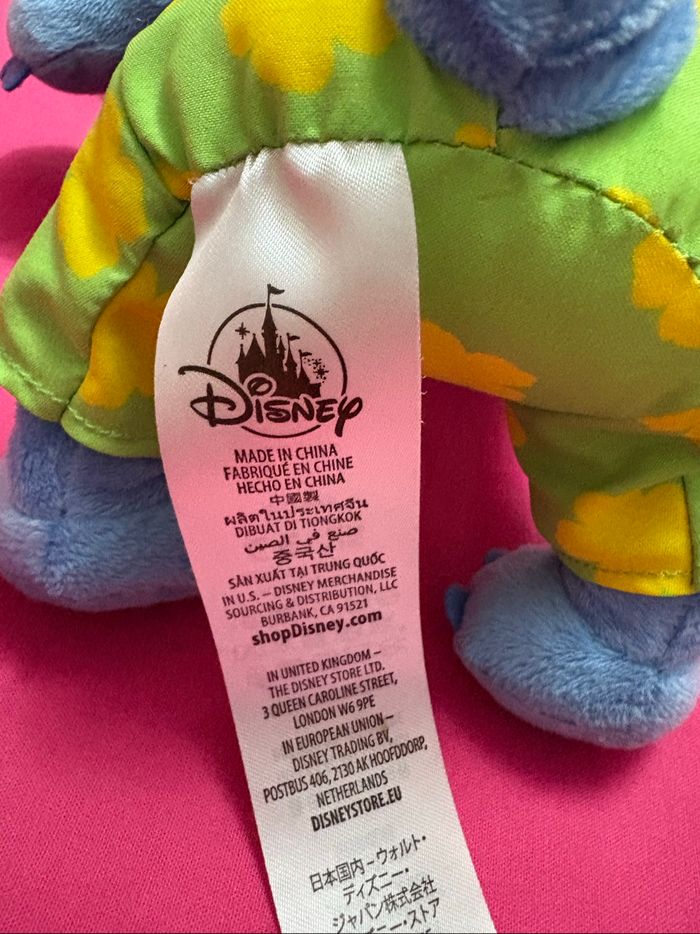 Disney
MADE IN CHINA
FABRIQUÉ EN CHINE
HECHO EN CHINA
中國製
ผลิตในประเทศจีน
DIBUAT DI TIONGKOK
صنع في الصين
중국산
SẢN XUẤT TẠI TRUNG QUỐC
IN U.S. – DISNEY MERCHANDISE
SOURCING & DISTRIBUTION, LLC
BURBANK, CA 91521
shopDisney.com
IN UNITED KINGDOM –
THE DISNEY STORE LTD.
3 QUEEN CAROLINE STREET,
LONDON W6 9PE
IN EUROPEAN UNION –
DISNEY TRADING BV,
POSTBUS 406, 2130 AK HOOFDDORP,
NETHERLANDS
DISNEYSTORE.EU
日本国内–ウォルト・
ディズニー・
ジャパン株式会社
ニー・ストア